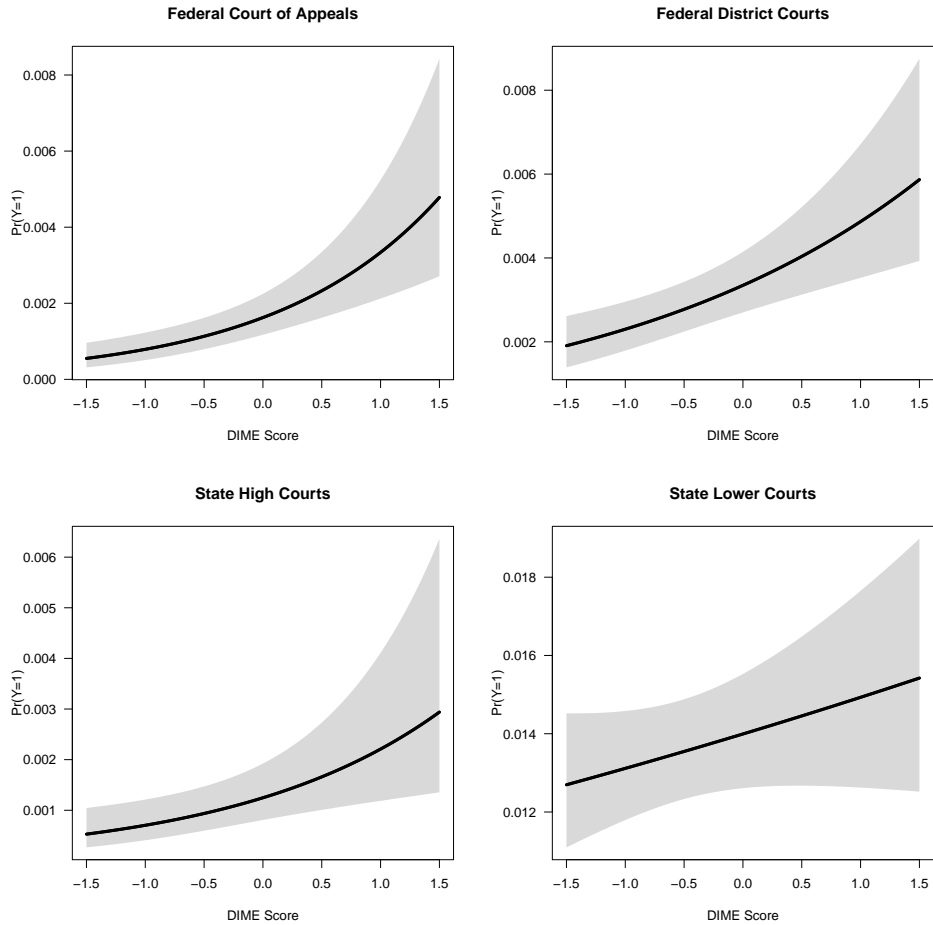 Federal Court of Appeals
Pr(Y=1)
0.008
0.006
0.004
0.002
0.000
−1.5 −1.0 −0.5 0.0 0.5 1.0 1.5
DIME Score
Federal District Courts
Pr(Y=1)
0.008
0.006
0.004
0.002
−1.5 −1.0 −0.5 0.0 0.5 1.0 1.5
DIME Score
State High Courts
Pr(Y=1)
0.006
0.005
0.004
0.003
0.002
0.001
−1.5 −1.0 −0.5 0.0 0.5 1.0 1.5
DIME Score
State Lower Courts
Pr(Y=1)
0.018
0.016
0.014
0.012
−1.5 −1.0 −0.5 0.0 0.5 1.0 1.5
DIME Score